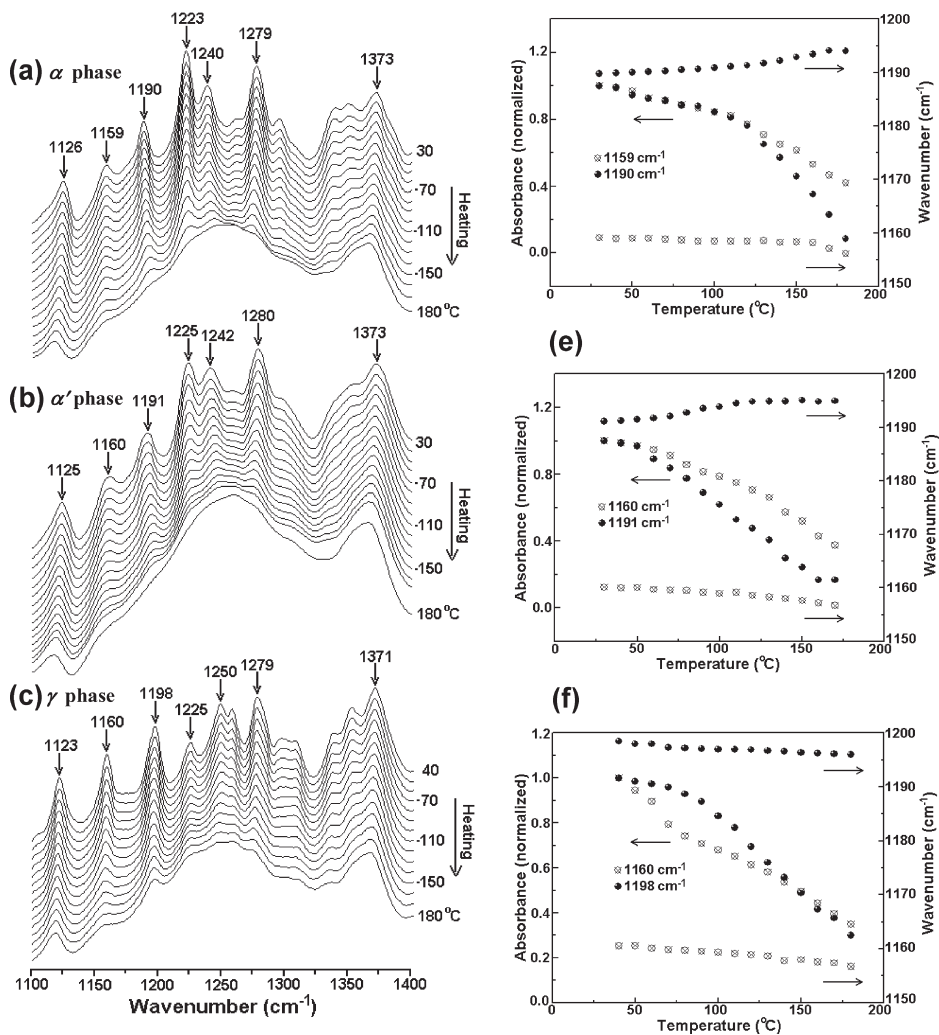 (a) α phase
1126
1159
1190
1223
1240
1279
1373
30
-70
-110
-150
180°C
Heating
(b) α′ phase
1125
1160
1191
1225
1242
1280
1373
30
-70
-110
-150
180°C
Heating
(c) γ phase
1123
1160
1198
1225
1250
1279
1371
40
-70
-110
-150
180°C
Heating
1100 1150 1200 1250 1300 1350 1400
Wavenumber (cm⁻¹)
Absorbance (normalized)
1.2
0.8
0.4
0.0
1159 cm⁻¹
1190 cm⁻¹
1200
1190
1180
1170
1160
1150
Wavenumber (cm⁻¹)
0 50 100 150 200
Temperature (°C)
(e)
Absorbance (normalized)
1.2
0.8
0.4
0.0
1160 cm⁻¹
1191 cm⁻¹
1200
1190
1180
1170
1160
1150
Wavenumber (cm⁻¹)
0 50 100 150 200
Temperature (°C)
(f)
Absorbance (normalized)
1.2
1.0
0.8
0.6
0.4
0.2
0.0
1160 cm⁻¹
1198 cm⁻¹
1200
1190
1180
1170
1160
1150
Wavenumber (cm⁻¹)
0 50 100 150 200
Temperature (°C)